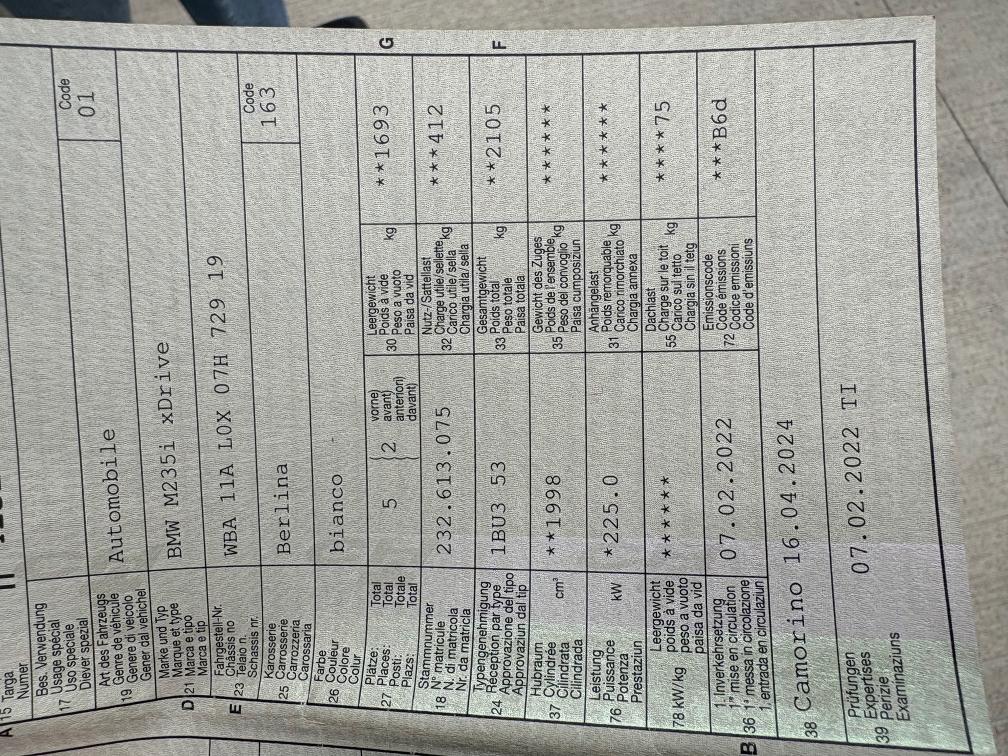 A
15 Targa
Numer
TI
Bes. Verwendung
Usage spécial
17 Uso speciale
Diever spezial
Code
01
Art des Fahrzeugs
Genre de véhicule
19 Genere di veicolo
Gener dal vehichel
Automobile
Marke und Typ
Marque et type
D 21 Marca e tipo
Marca e tip
BMW M235i xDrive
Fahrgestell-Nr.
Châssis no
E 23 Telaio n.
Schassis nr.
WBA 11A L0X 07H 729 19
Karosserie
Carrosserie
25 Carrozzeria
Carossaria
Berlina
Code
163
Farbe
Couleur
26 Colore
Colur
bianco
Plätze: Total
Places: Total
27 Posti: Totale
Plazs: Total
5 2
vorne)
avant)
anteriori)
davant)
Leergewicht
Poids à vide
30 Peso a vuoto kg
Paisa da vid
**1693
G
Stammnummer
N° matricule
18 N. di matricola
Nr. da matricla
232.613.075
Nutz-/Sattellast
Charge utile/sellette
32 Carico utile/sella kg
Chargia utila/sella
***412
Typengenehmigung
Réception par type
24 Approvazione del tipo
Approvaziun dal tip
1BU3 53
Gesamtgewicht
Poids total
33 Peso totale kg
Paisa totala
**2105
F
Hubraum
Cylindrée
37 Cilindrata cm³
Cilindrada
**1998
Gewicht des Zuges
Poids de l'ensemble
35 Peso del convoglio kg
Paisa cumposiziun
******
Leistung
Puissance
76 Potenza kW
Prestaziun
*225.0
Anhängelast
Poids remorquable
31 Carico rimorchiato kg
Chargia annexa
******
78 kW/kg
Leergewicht
poids à vide
peso a vuoto
paisa da vid
******
Dachlast
Charge sur le toit
55 Carico sul tetto kg
Chargia sin il tetg
****75
B
1. Inverkehrsetzung
1re mise en circulation
36 1a messa in circolazione
1. entrada en circulaziun
07.02.2022
Emissionscode
Code émissions
72 Codice emissioni
Code d'emissiuns
***B6d
38 Camorino 16.04.2024
Prüfungen
Expertises
39 Perizie
Examinaziuns
07.02.2022 TI